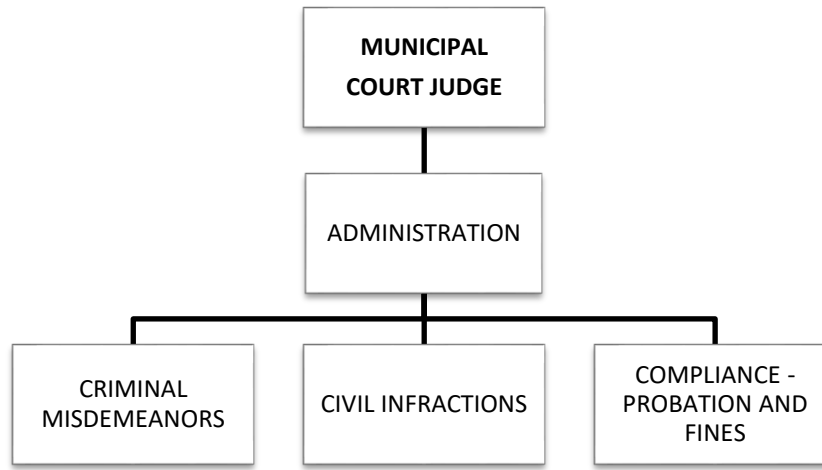 MUNICIPAL
COURT JUDGE
ADMINISTRATION
CRIMINAL
MISDEMEANORS
CIVIL INFRACTIONS
COMPLIANCE -
PROBATION AND
FINES